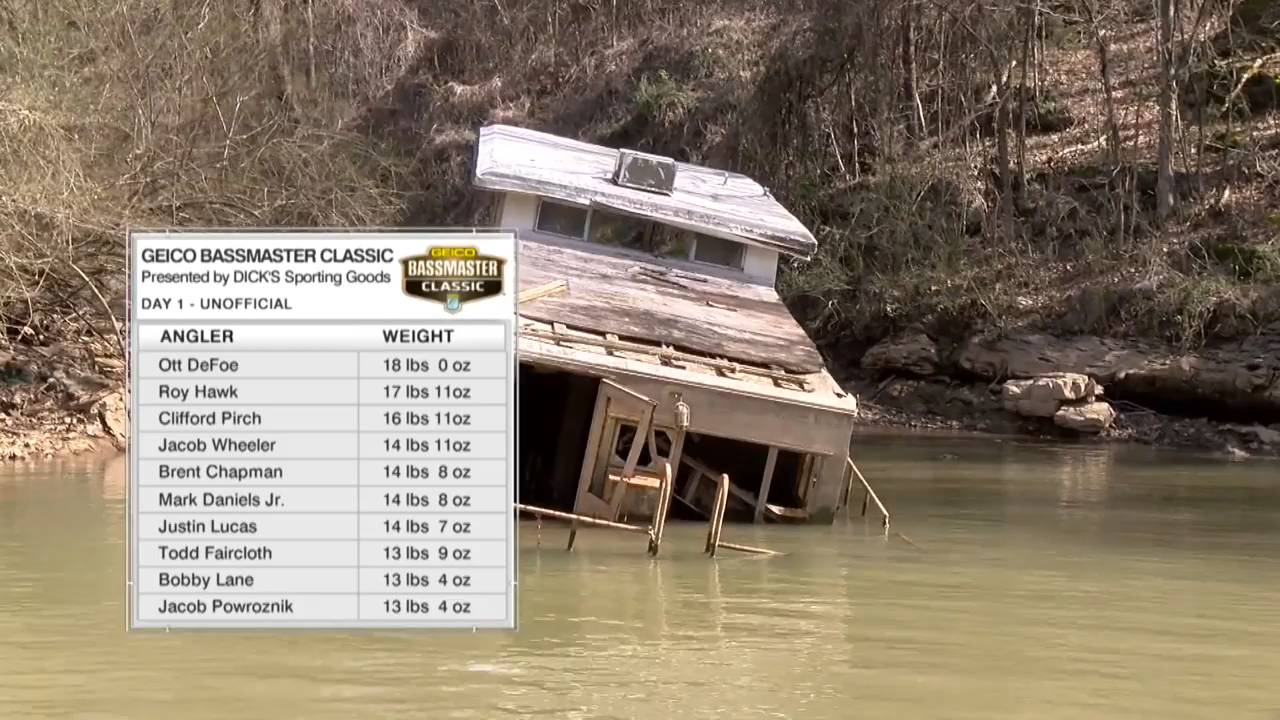 GEICO BASSMASTER CLASSIC
Presented by DICK'S Sporting Goods
DAY 1 - UNOFFICIAL
GEICO
BASSMASTER
CLASSIC
ANGLER WEIGHT
Ott DeFoe 18 lbs 0 oz
Roy Hawk 17 lbs 11oz
Clifford Pirch 16 lbs 11oz
Jacob Wheeler 14 lbs 11oz
Brent Chapman 14 lbs 8 oz
Mark Daniels Jr. 14 lbs 8 oz
Justin Lucas 14 lbs 7 oz
Todd Faircloth 13 lbs 9 oz
Bobby Lane 13 lbs 4 oz
Jacob Powroznik 13 lbs 4 oz